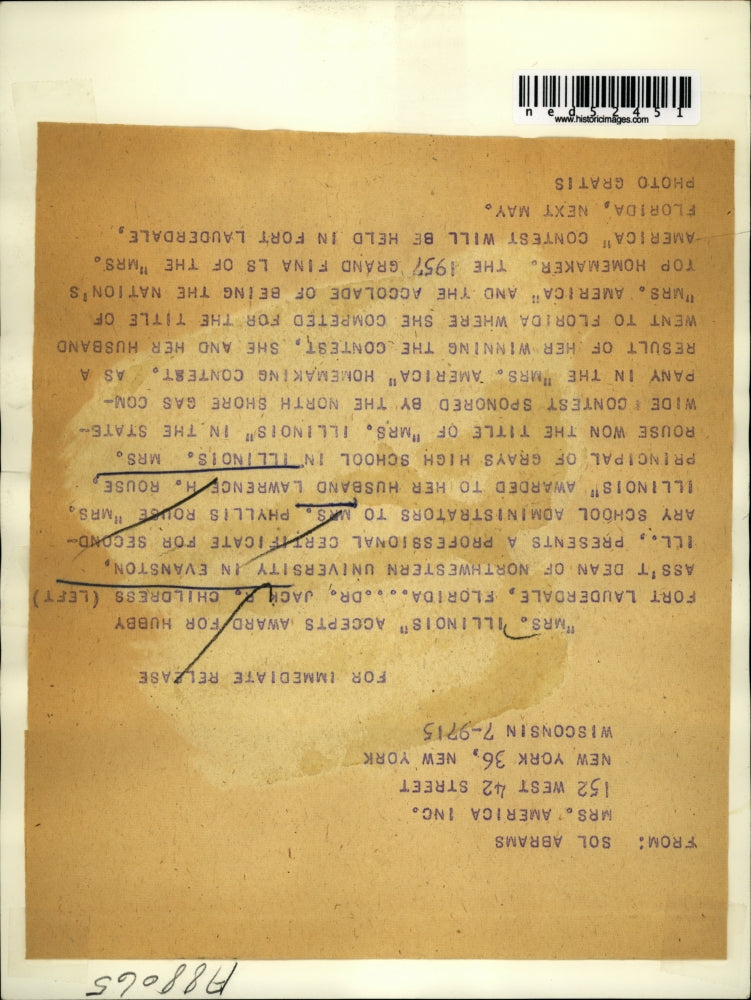 ned52451
www.historicimages.com
A88065
FROM: SOL ABRAMS
MRS. AMERICA INC.
152 WEST 42 STREET
NEW YORK 36, NEW YORK
WISCONSIN 7-9715
FOR IMMEDIATE RELEASE
"MRS. ILLINOIS" ACCEPTS AWARD FOR HUBBY
FORT LAUDERDALE, FLORIDA.....DR. JACK R. CHILDRESS (LEFT)
ASS'T DEAN OF NORTHWESTERN UNIVERSITY IN EVANSTON,
ILL., PRESENTS A PROFESSIONAL CERTIFICATE FOR SECOND-
ARY SCHOOL ADMINISTRATORS TO MRS. PHYLLIS ROUSE "MRS.
ILLINOIS" AWARDED TO HER HUSBAND LAWRENCE H. ROUSE,
PRINCIPAL OF GRAYS HIGH SCHOOL IN ILLINOIS. MRS.
ROUSE WON THE TITLE OF "MRS. ILLINOIS" IN THE STATE-
WIDE CONTEST SPONORED BY THE NORTH SHORE GAS COM-
PANY IN THE "MRS. AMERICA" HOMEMAKING CONTEST. AS A
RESULT OF HER WINNING THE CONTEST, SHE AND HER HUSBAND
WENT TO FLORIDA WHERE SHE COMPETED FOR THE TITLE OF
"MRS. AMERICA" AND THE ACCOLADE OF BEING THE NATION'S
TOP HOMEMAKER. THE 1957 GRAND FINALS OF THE "MRS.
AMERICA" CONTEST WILL BE HELD IN FORT LAUDERDALE,
FLORIDA, NEXT MAY.
PHOTO GRATIS